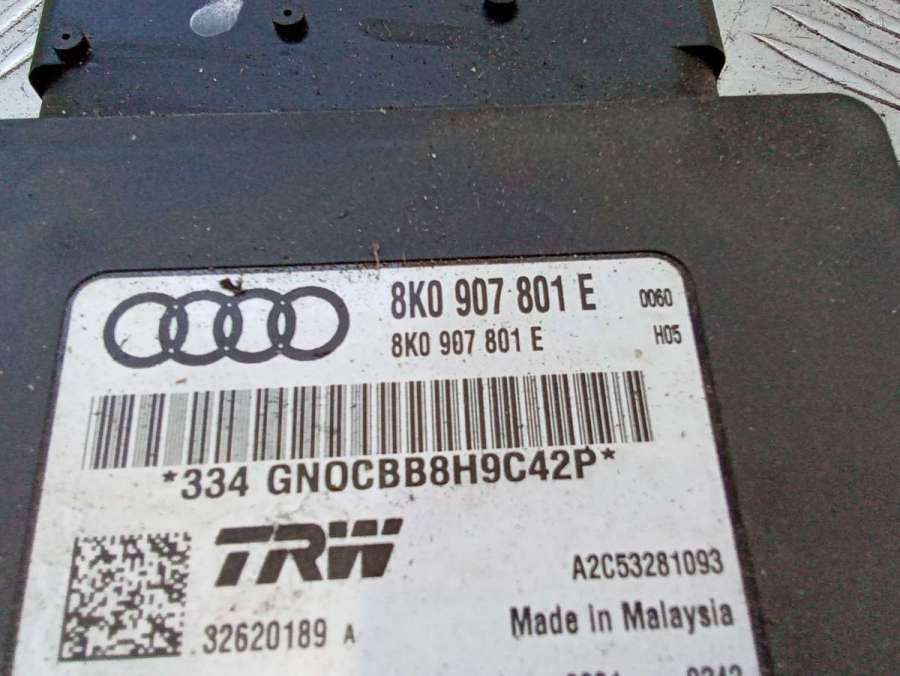 8K0 907 801 E 0060
8K0 907 801 E H05
*334 GNOCBB8H9C42P*
TRW
A2C53281093
32620189 A
Made In Malaysia